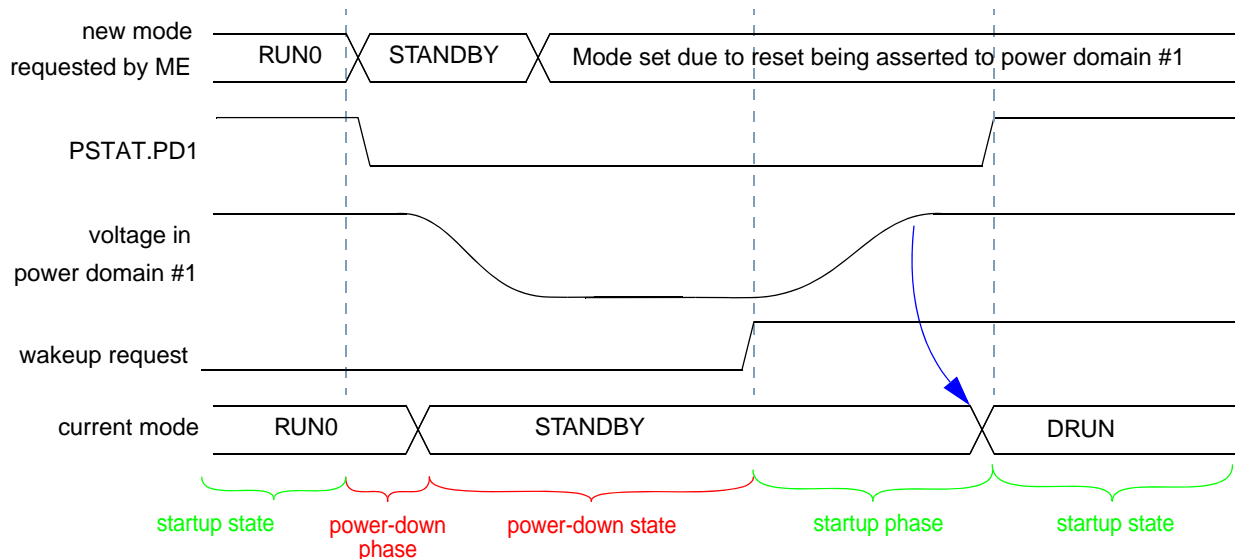 new mode
requested by ME
RUN0
STANDBY
Mode set due to reset being asserted to power domain #1
PSTAT.PD1
voltage in
power domain #1
wakeup request
current mode
RUN0
STANDBY
DRUN
startup state
power-down
phase
power-down state
startup phase
startup state